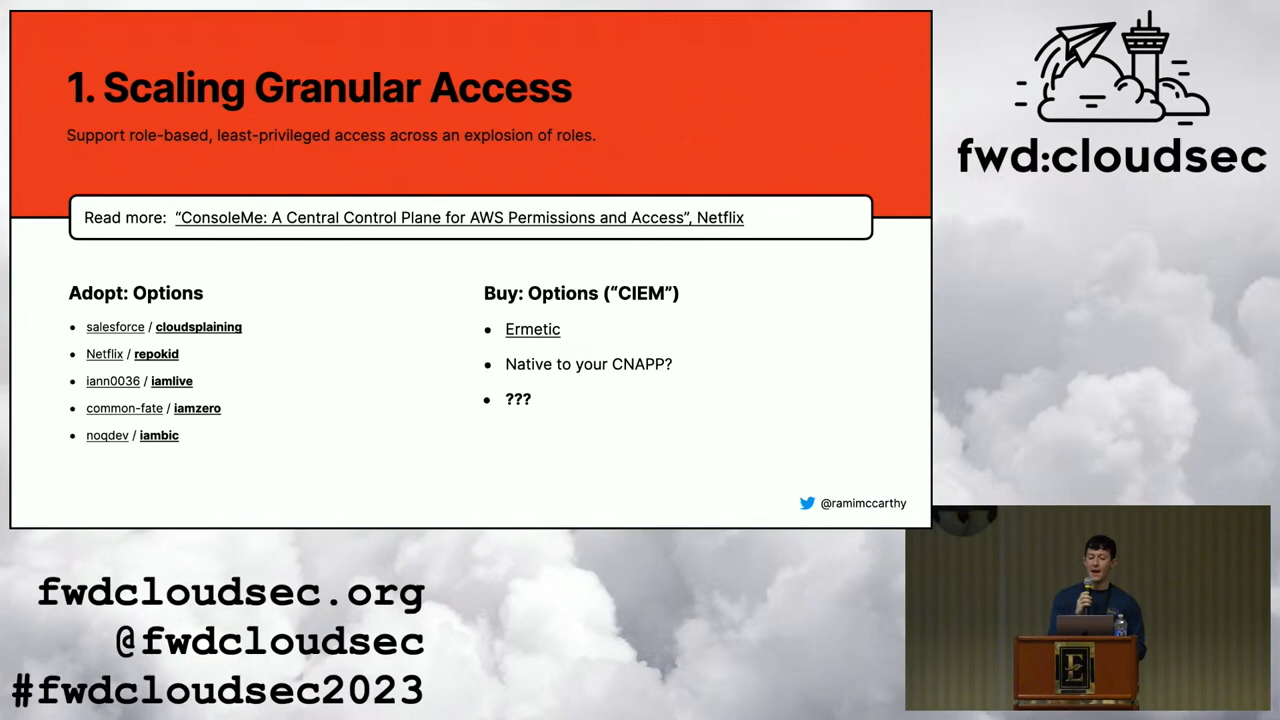 1. Scaling Granular Access
Support role-based, least-privileged access across an explosion of roles.
Read more: “ConsoleMe: A Central Control Plane for AWS Permissions and Access”, Netflix
Adopt: Options
• salesforce / cloudsplaining
• Netflix / repokid
• iann0036 / iamlive
• common-fate / iamzero
• noqdev / iambic
Buy: Options (“CIEM”)
• Ermetic
• Native to your CNAPP?
• ???
@ramimccarthy
fwd:cloudsec
fwdcloudsec.org
@fwdcloudsec
#fwdcloudsec2023